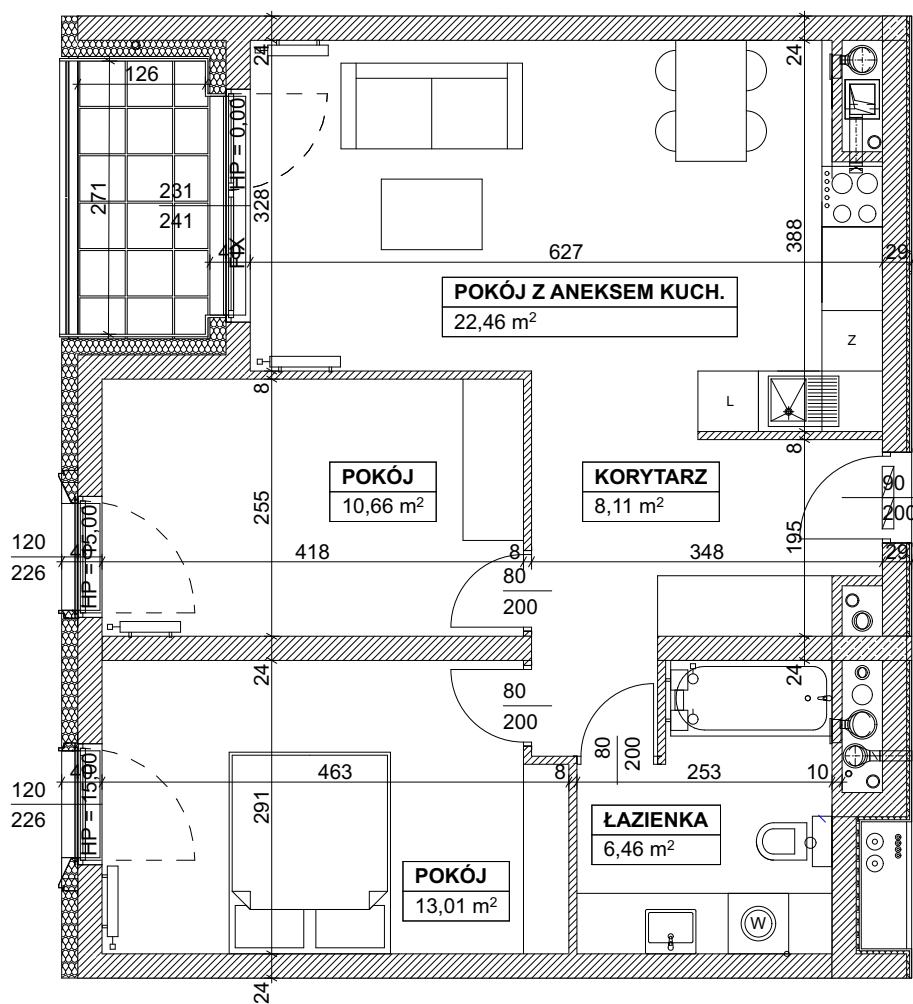 24
24
126
HP = 0,00
231
241
271
328
388
40
FIX
627
29
POKÓJ Z ANEKSEM KUCH.
22,46 m²
Z
L
8
8
POKÓJ
10,66 m²
KORYTARZ
8,11 m²
90
200
255
195
120
226
HP = 15,00
418
8
348
29
80
200
24
24
80
200
80
200
120
226
HP = 15,00
463
8
253
10
291
ŁAZIENKA
6,46 m²
POKÓJ
13,01 m²
W
24